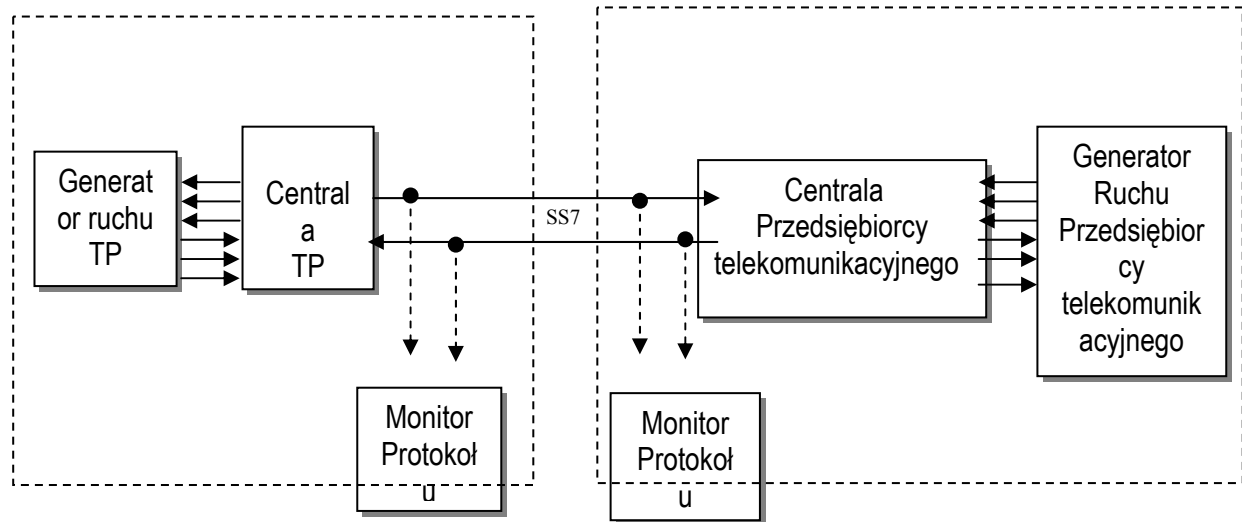 Generat
or ruchu
TP
Central
a
TP
SS7
Centrala
Przedsiębiorcy
telekomunikacyjnego
Generator
Ruchu
Przedsiębior
cy
telekomunik
acyjnego
Monitor
Protokoł
u
Monitor
Protokoł
u